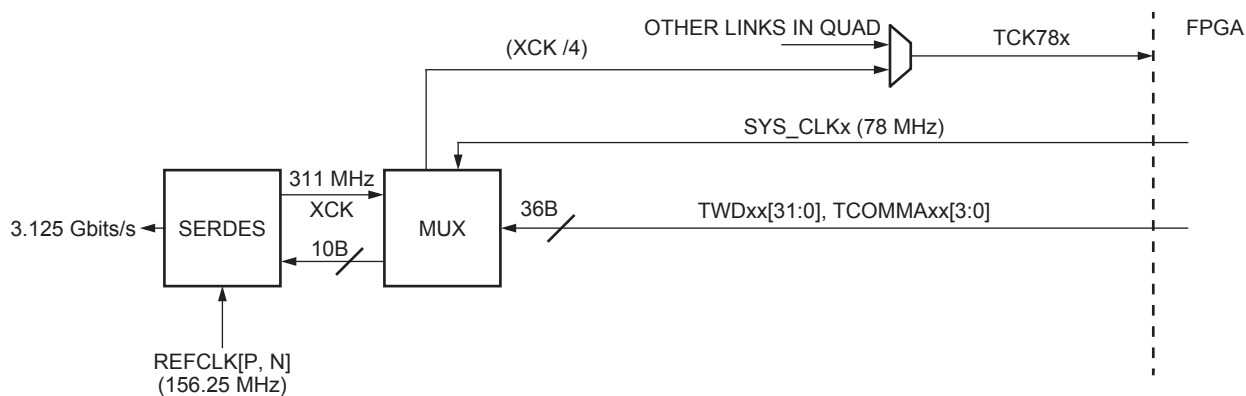 OTHER LINKS IN QUAD
(XCK /4)
TCK78x
FPGA
SYS_CLKx (78 MHz)
311 MHz
XCK
36B
TWDxx[31:0], TCOMMAxx[3:0]
3.125 Gbits/s
SERDES
MUX
10B
REFCLK[P, N]
(156.25 MHz)